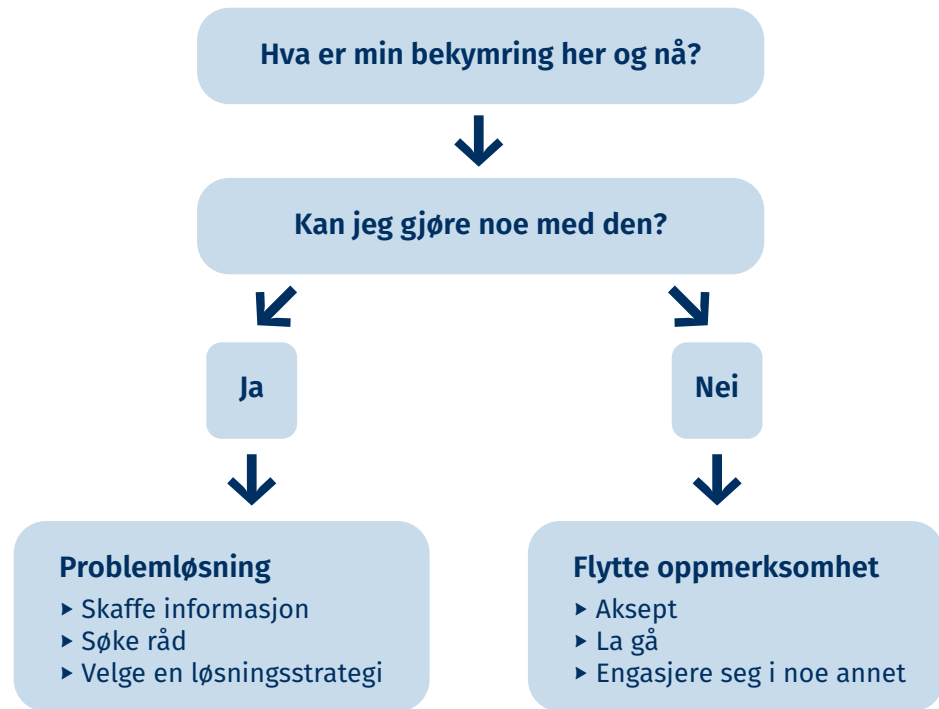 Hva er min bekymring her og nå?
Kan jeg gjøre noe med den?
Ja
Nei
Problemløsning
▸ Skaffe informasjon
▸ Søke råd
▸ Velge en løsningsstrategi
Flytte oppmerksomhet
▸ Aksept
▸ La gå
▸ Engasjere seg i noe annet